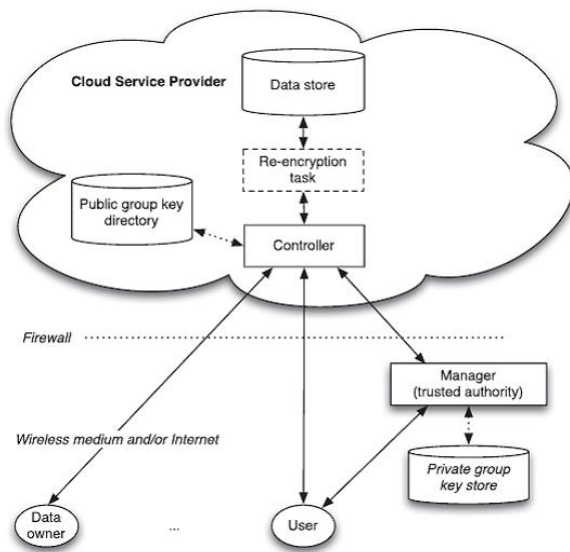 Cloud Service Provider
Data store
Re-encryption
task
Public group key
directory
Controller
Firewall
Manager
(trusted authority)
Wireless medium and/or Internet
Private group
key store
Data
owner
...
User